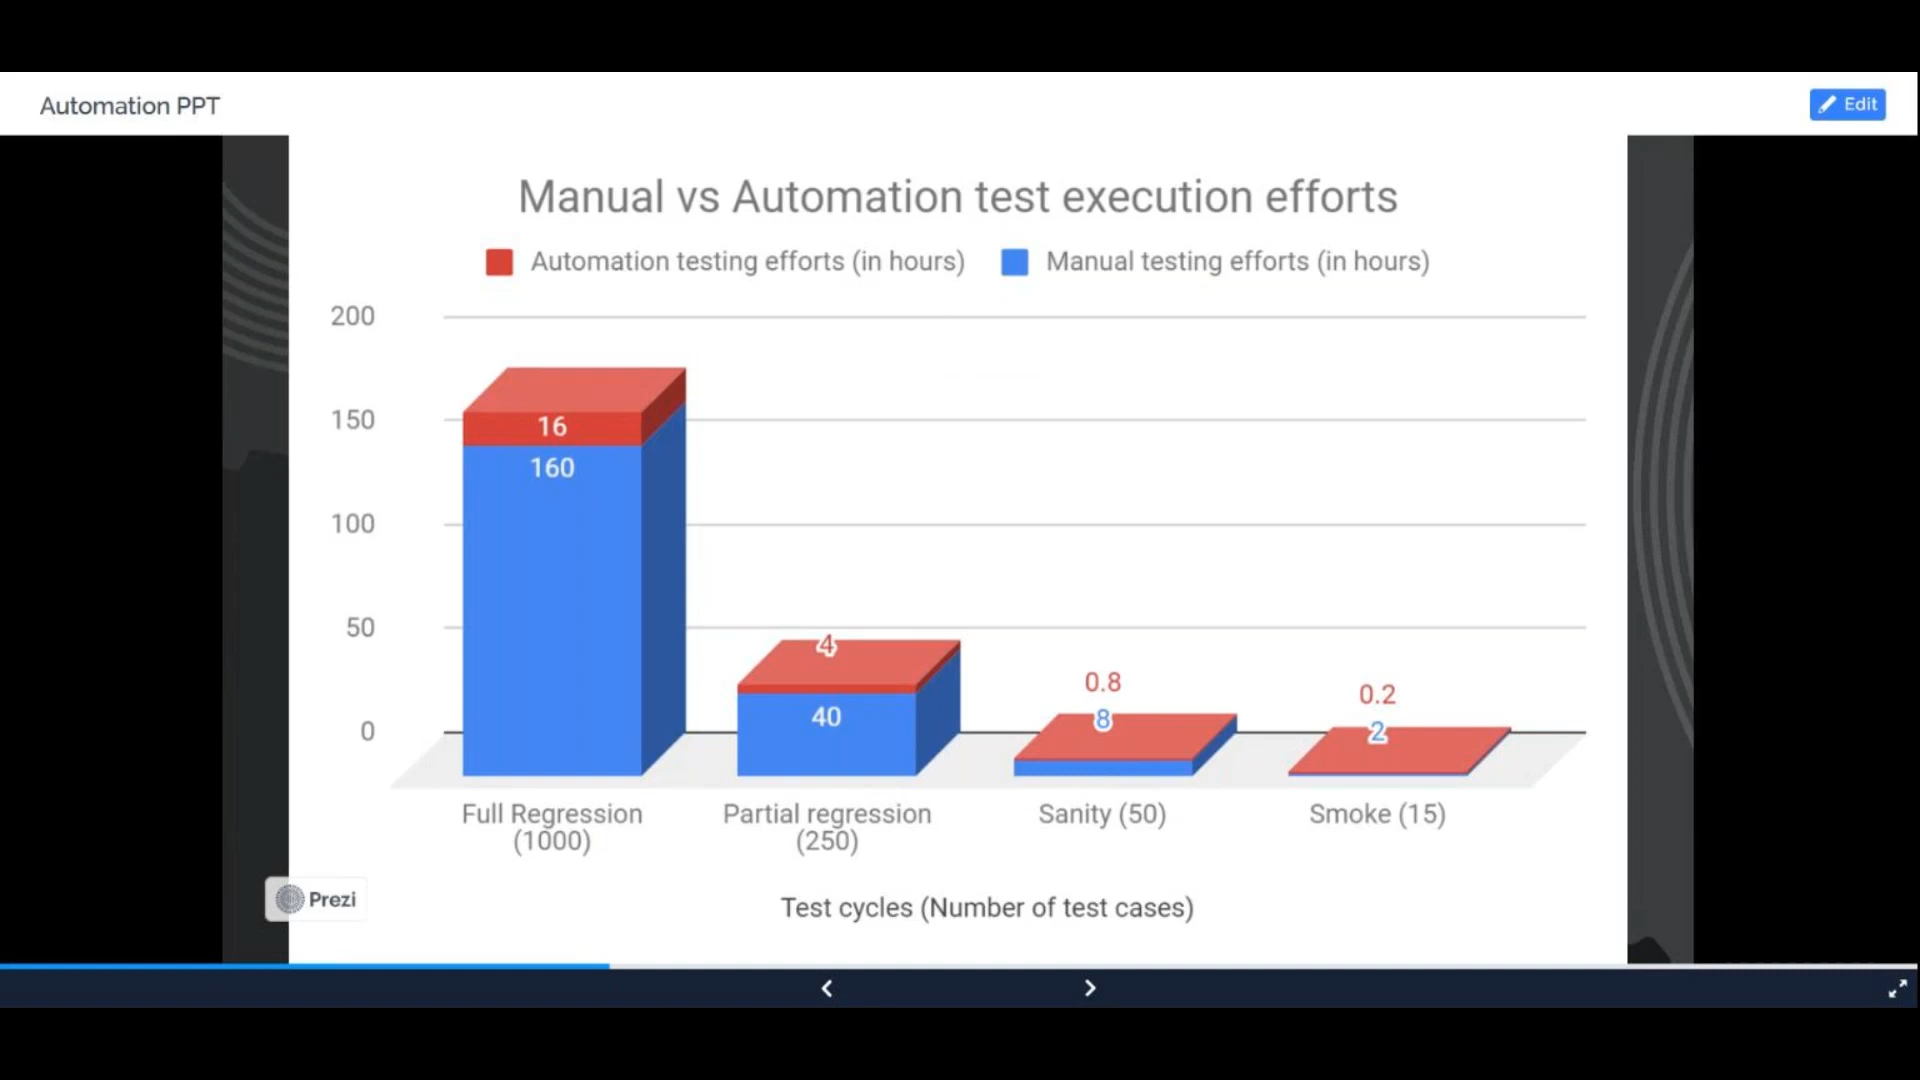 Automation PPT
Edit
Manual vs Automation test execution efforts
Automation testing efforts (in hours) Manual testing efforts (in hours)
200
150
100
50
0
16
160
4
40
0.8
8
0.2
2
Full Regression
(1000)
Partial regression
(250)
Sanity (50)
Smoke (15)
Test cycles (Number of test cases)
Prezi